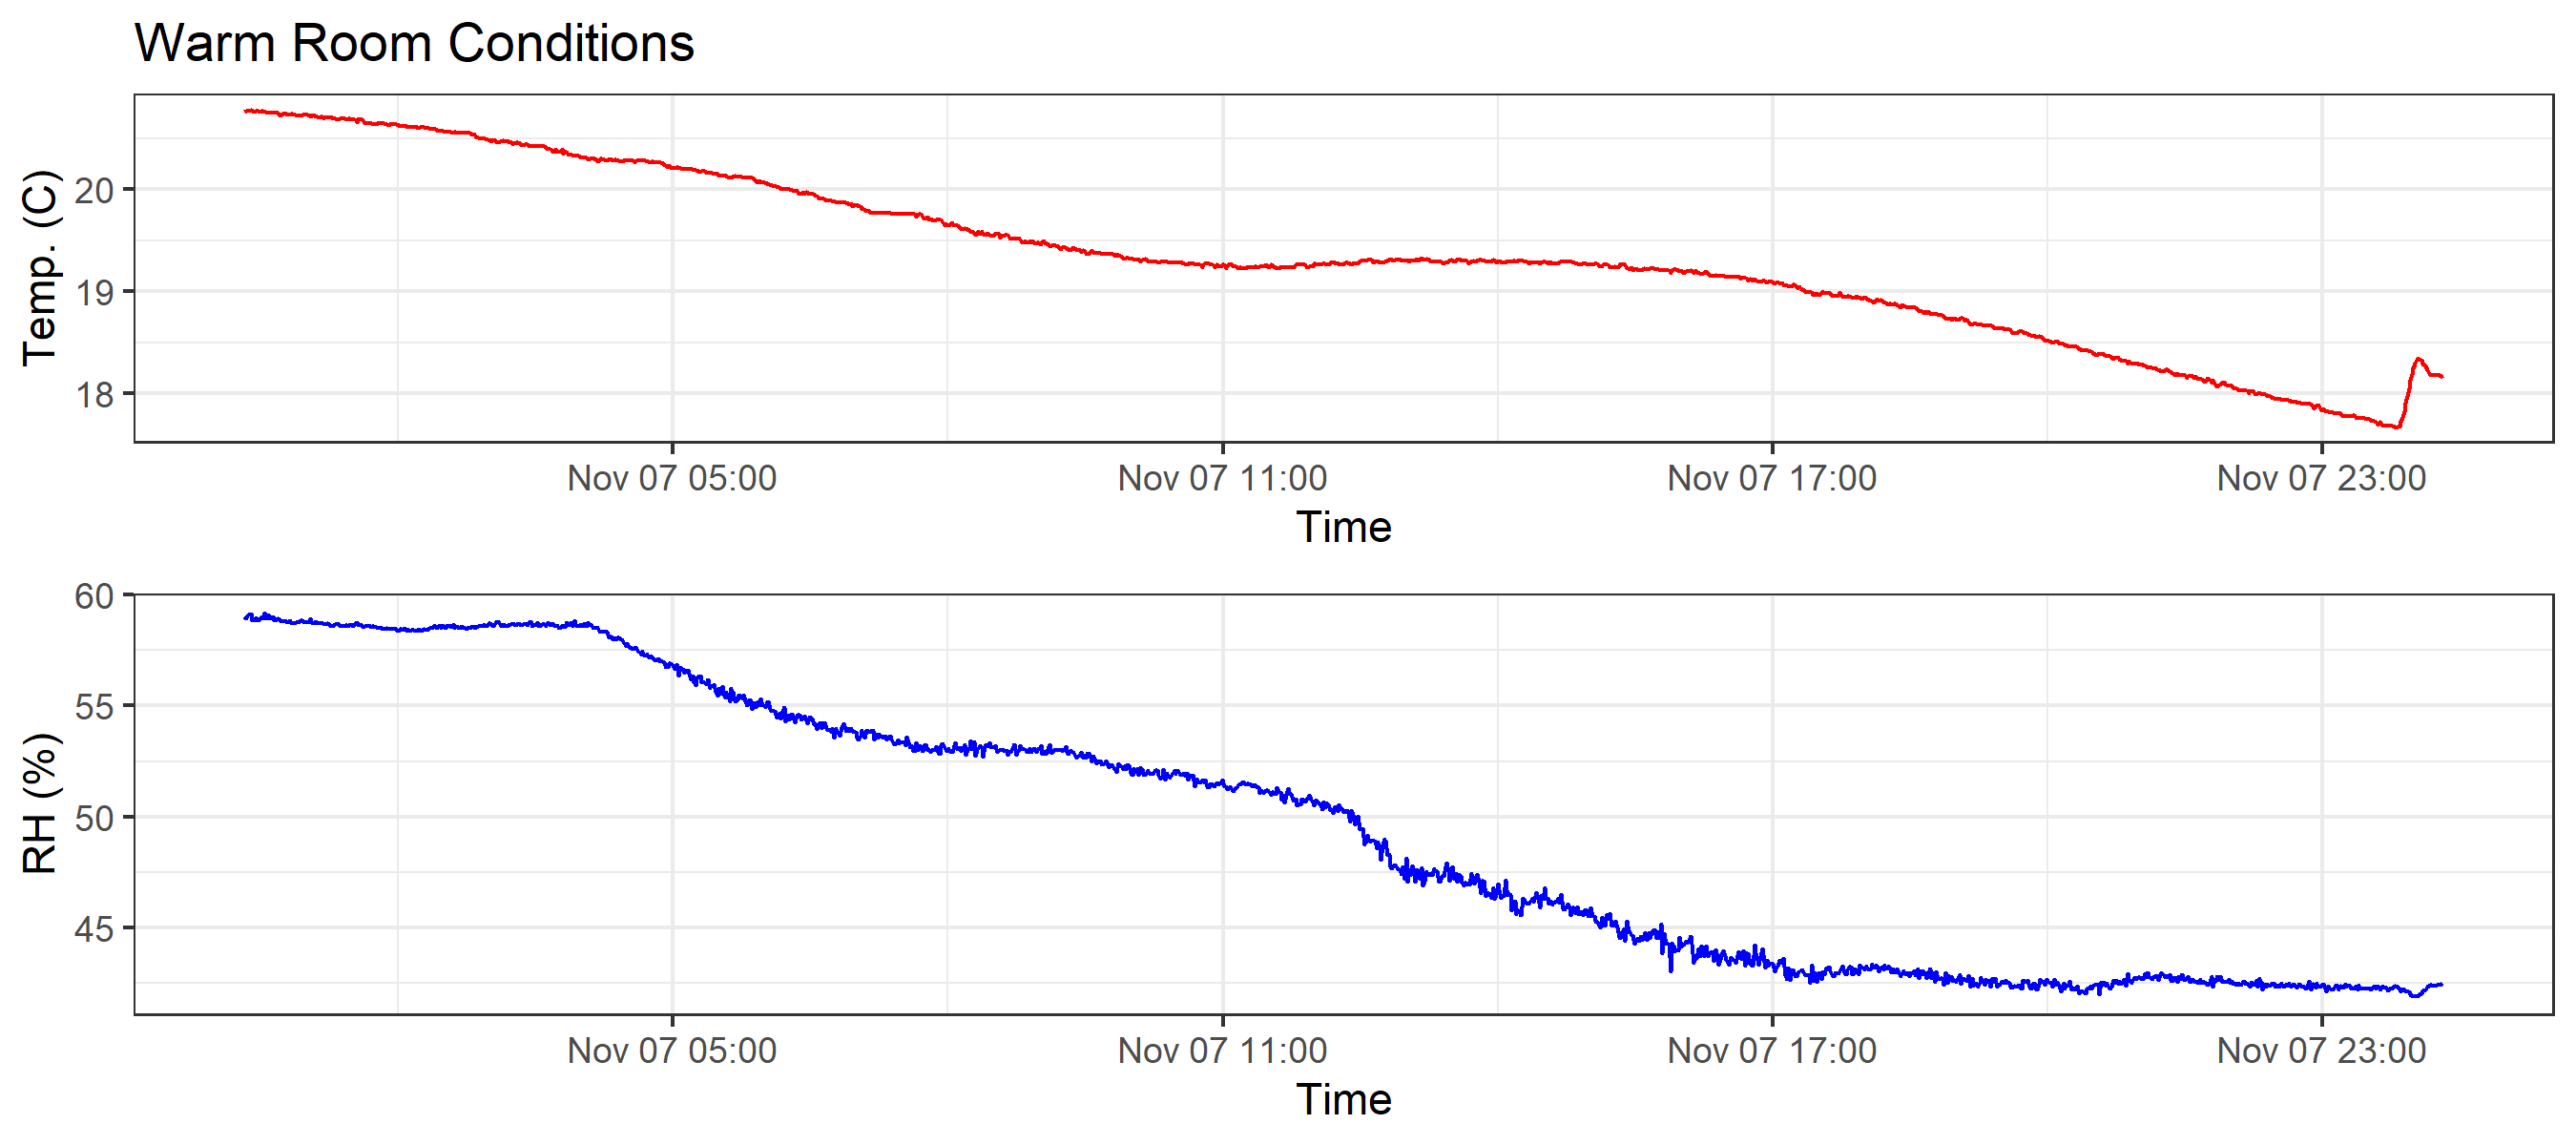 Warm Room Conditions
Temp. (C)
20
19
18
Nov 07 05:00 Nov 07 11:00 Nov 07 17:00 Nov 07 23:00
Time
RH (%)
60
55
50
45
Nov 07 05:00 Nov 07 11:00 Nov 07 17:00 Nov 07 23:00
Time